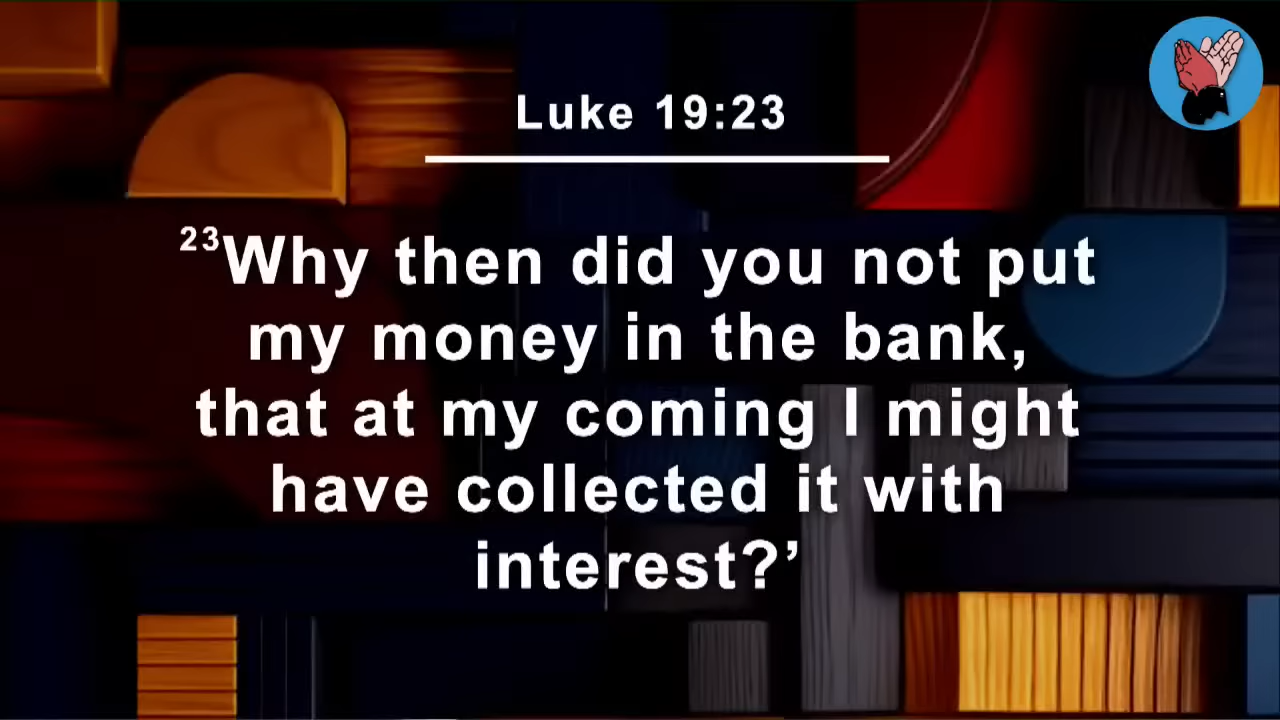 Luke 19:23
23Why then did you not put
my money in the bank,
that at my coming I might
have collected it with
interest?’